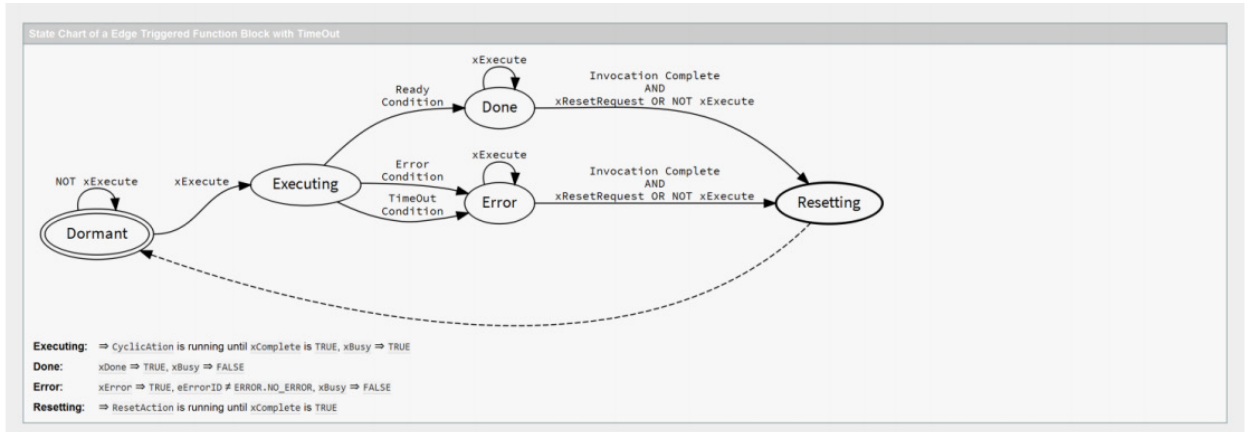 State Chart of a Edge Triggered Function Block with TimeOut
xExecute
Invocation Complete
AND
xResetRequest OR NOT xExecute
Ready
Condition
Done
xExecute
Invocation Complete
AND
xResetRequest OR NOT xExecute
Error
Condition
NOT xExecute
xExecute
Executing
TimeOut
Condition
Error
Resetting
Dormant
Executing: ⇒ CyclicAtion is running until xComplete is TRUE, xBusy ⇒ TRUE
Done: xDone ⇒ TRUE, xBusy ⇒ FALSE
Error: xError ⇒ TRUE, eErrorID ≠ ERROR.NO_ERROR, xBusy ⇒ FALSE
Resetting: ⇒ ResetAction is running until xComplete is TRUE